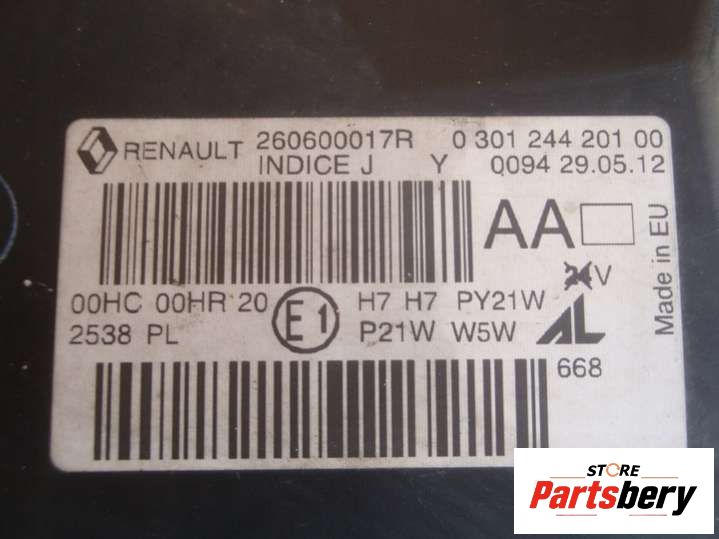 RENAULT 260600017R 0 301 244 201 00
INDICE J Y 0094 29.05.12
AA
Made in EU
00HC 00HR 20 E1 H7 H7 PY21W 24 V
2538 PL P21W W5W AL
668
STORE
Partsbery